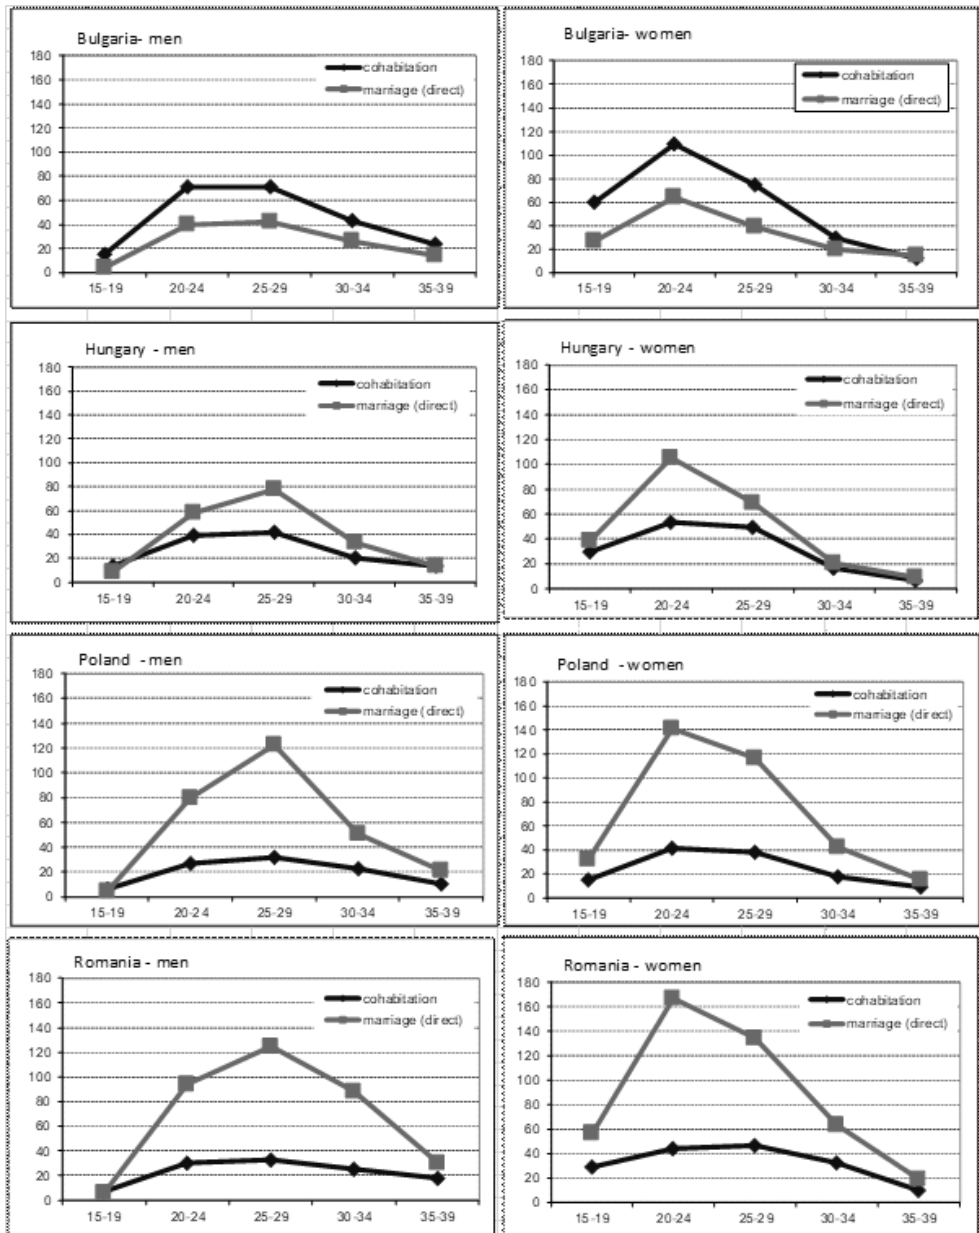 Bulgaria- men
180
160
140
120
100
80
60
40
20
0
cohabitation
marriage (direct)
15-19 20-24 25-29 30-34 35-39
Bulgaria- women
180
160
140
120
100
80
60
40
20
0
cohabitation
marriage (direct)
15-19 20-24 25-29 30-34 35-39
Hungary - men
180
160
140
120
100
80
60
40
20
0
cohabitation
marriage (direct)
15-19 20-24 25-29 30-34 35-39
Hungary - women
180
160
140
120
100
80
60
40
20
0
cohabitation
marriage (direct)
15-19 20-24 25-29 30-34 35-39
Poland - men
180
160
140
120
100
80
60
40
20
0
cohabitation
marriage (direct)
15-19 20-24 25-29 30-34 35-39
Poland - women
180
160
140
120
100
80
60
40
20
0
cohabitation
marriage (direct)
15-19 20-24 25-29 30-34 35-39
Romania - men
180
160
140
120
100
80
60
40
20
0
cohabitation
marriage (direct)
15-19 20-24 25-29 30-34 35-39
Romania - women
180
160
140
120
100
80
60
40
20
0
cohabitation
marriage (direct)
15-19 20-24 25-29 30-34 35-39